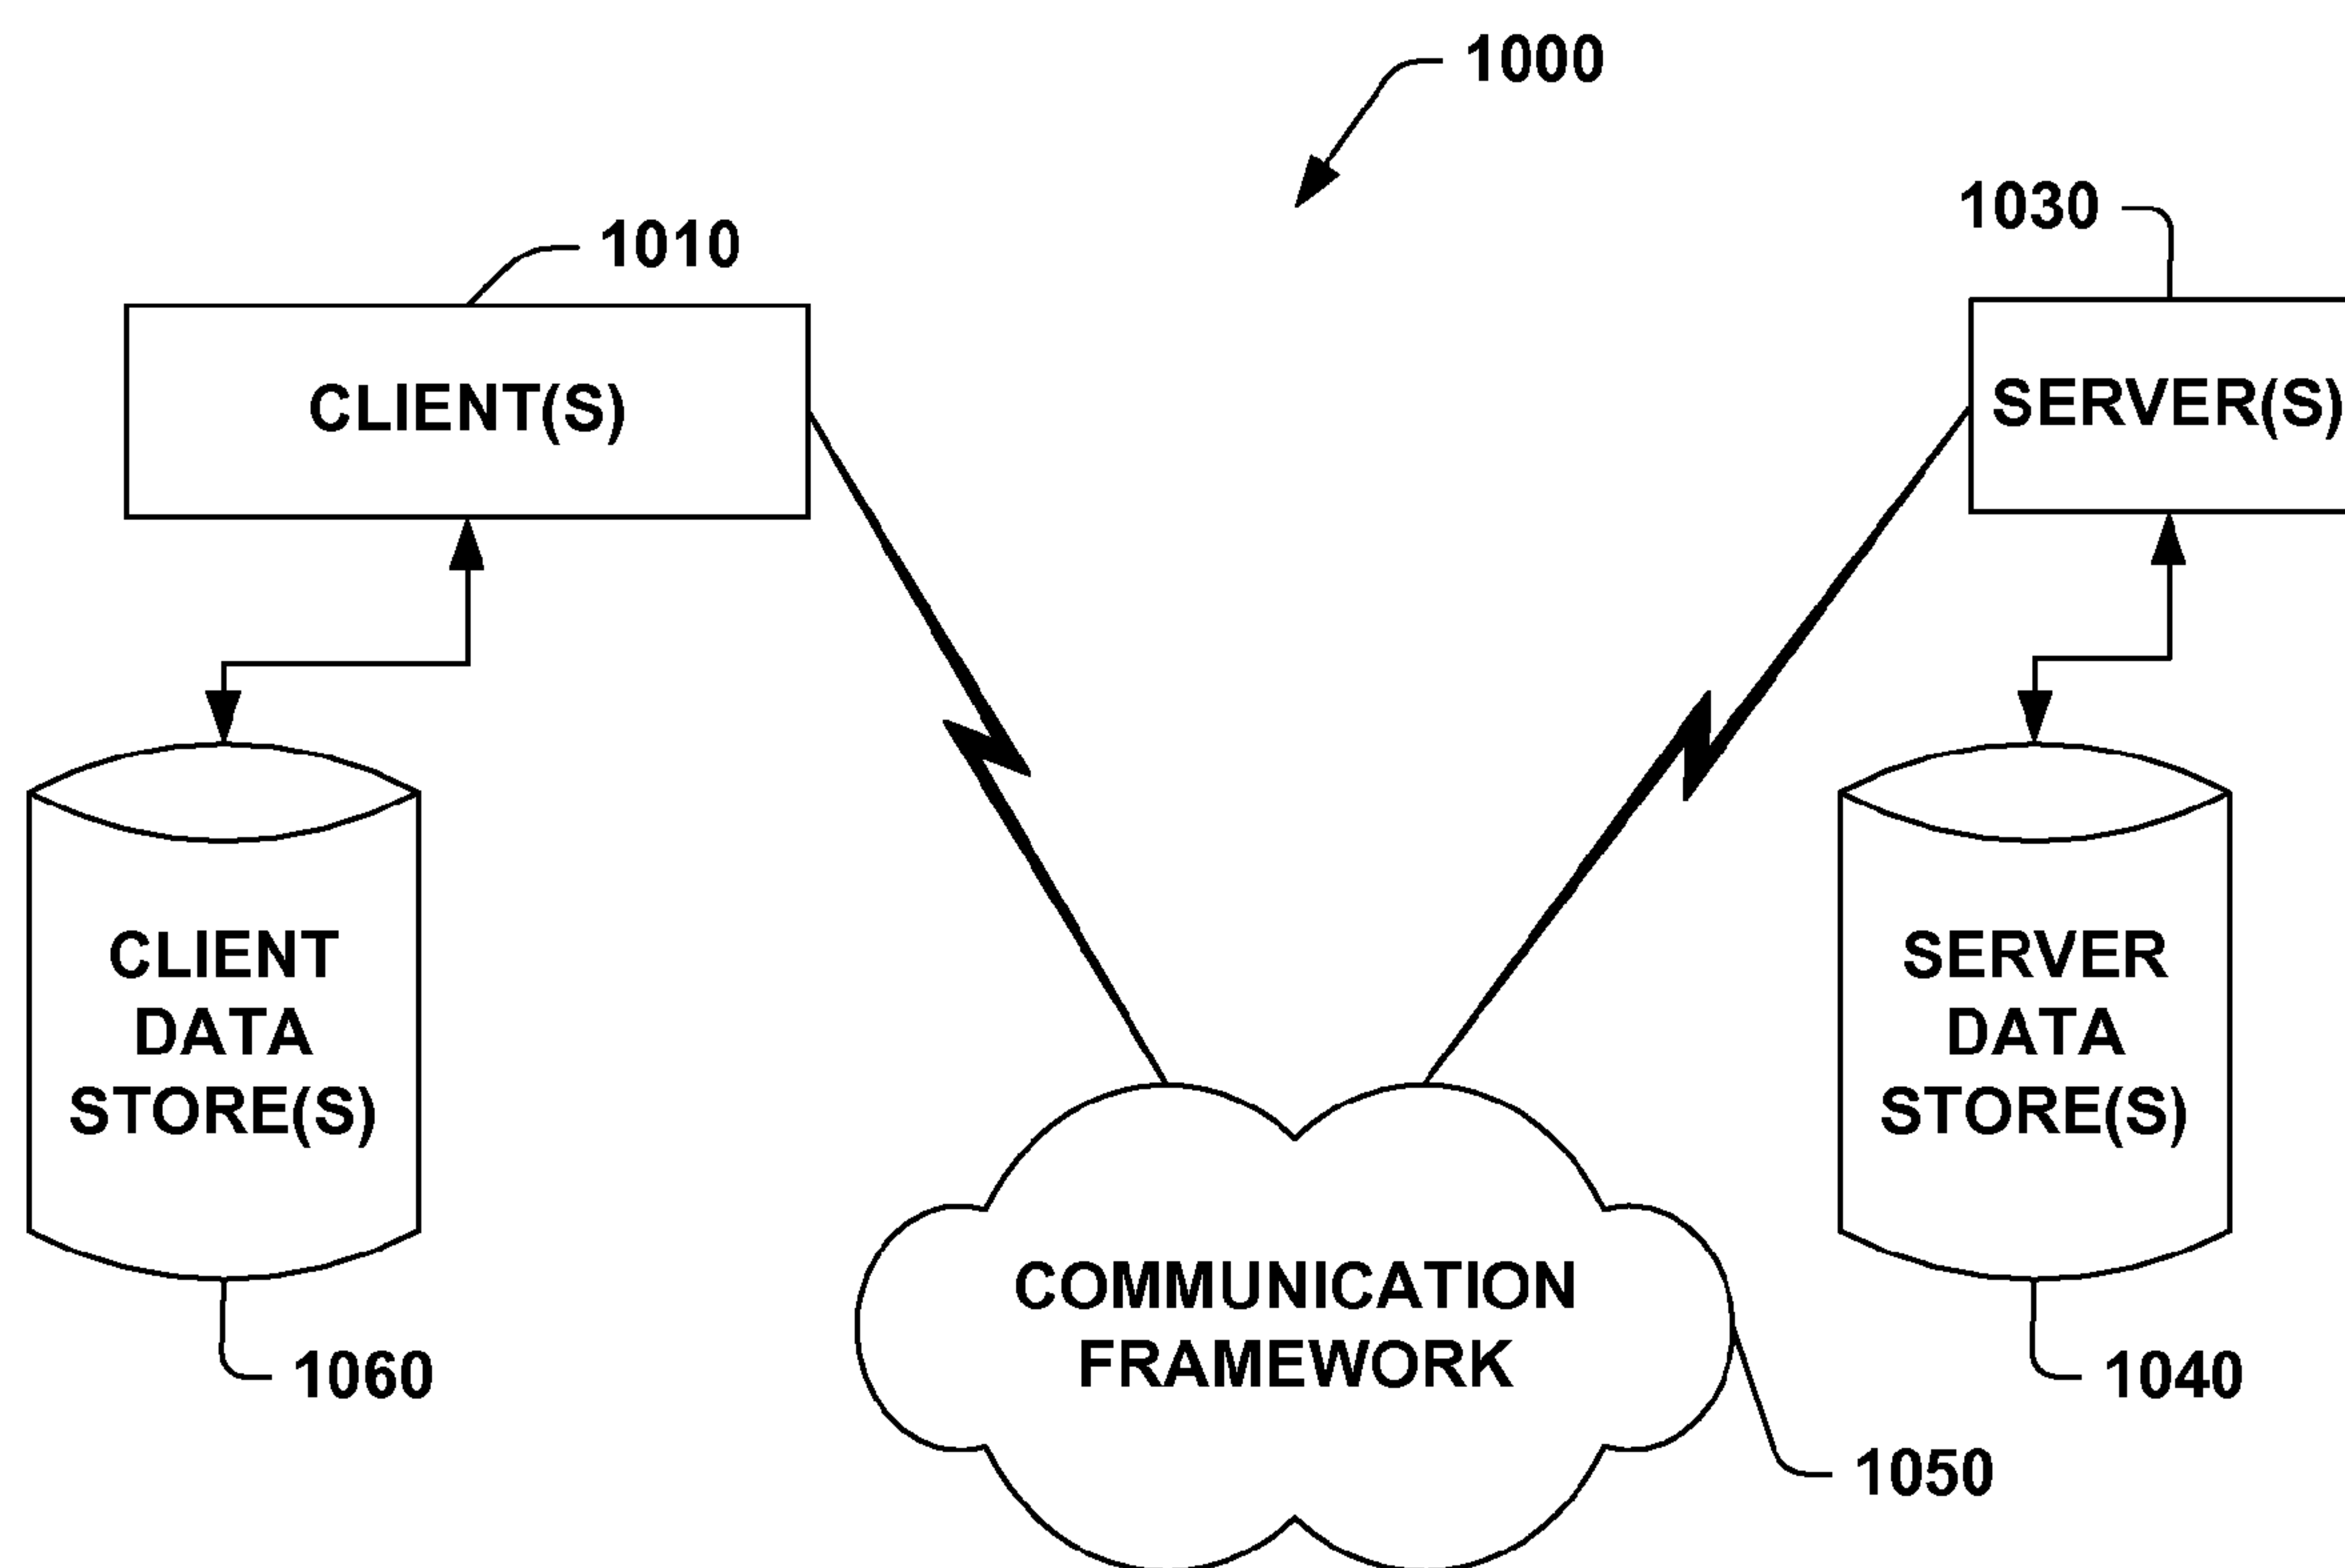 1000
1010
1030
CLIENT(S)
SERVER(S)
CLIENT
DATA
STORE(S)
SERVER
DATA
STORE(S)
COMMUNICATION
FRAMEWORK
1060
1040
1050